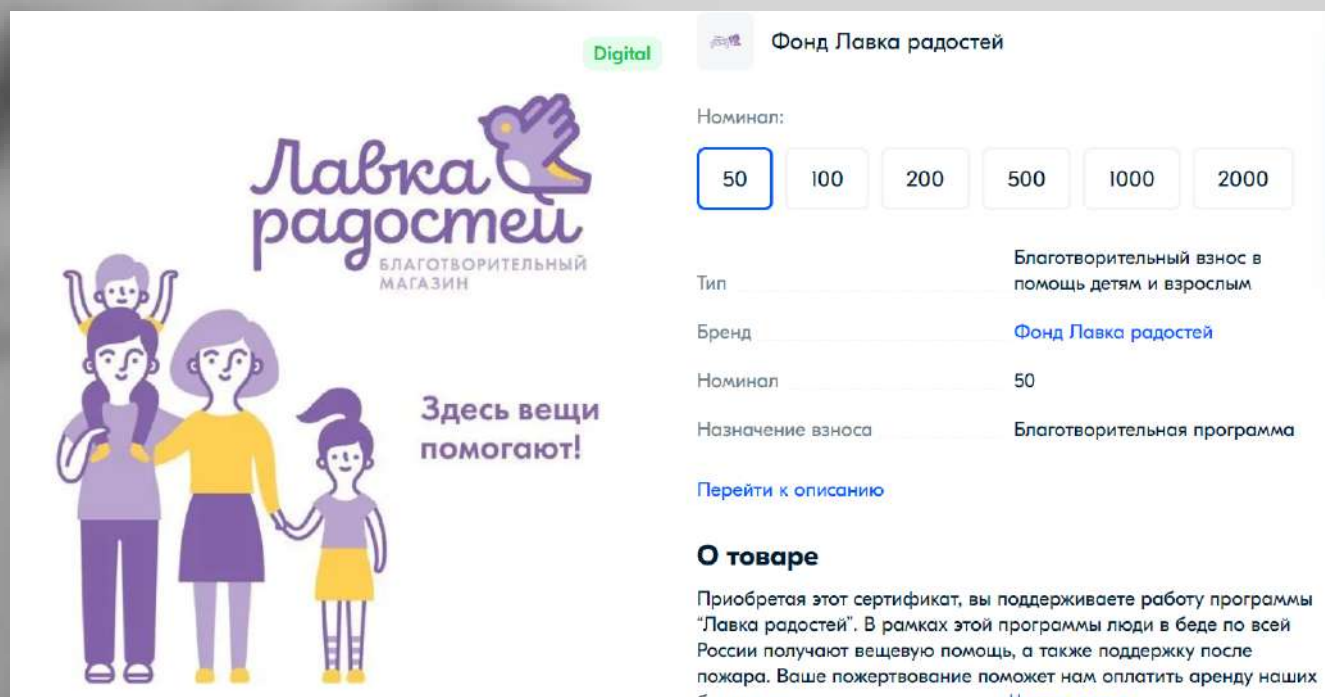 Digital
Лавка
радостей
БЛАГОТВОРИТЕЛЬНЫЙ
МАГАЗИН
Здесь вещи
помогают!
Фонд Лавка радостей
Номинал:
50 100 200 500 1000 2000
Тип Благотворительный взнос в
помощь детям и взрослым
Бренд Фонд Лавка радостей
Номинал 50
Назначение взноса Благотворительная программа
Перейти к описанию
О товаре
Приобретая этот сертификат, вы поддерживаете работу программы
"Лавка радостей". В рамках этой программы люди в беде по всей
России получают вещевую помощь, а также поддержку после
пожара. Ваше пожертвование поможет нам оплатить аренду наших